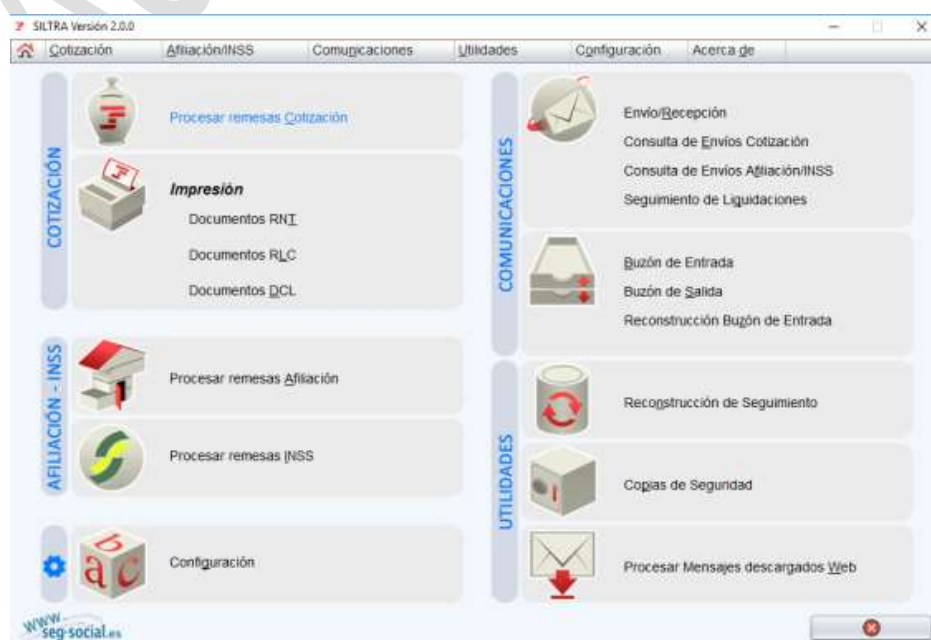 SILTRA Versión 2.0.0
Cotización
Afiliación/INSS
Comunicaciones
Utilidades
Configuración
Acerca de
COTIZACIÓN
Procesar remesas Cotización
Impresión
Documentos RNT
Documentos RLC
Documentos DCL
AFILIACIÓN - INSS
Procesar remesas Afiliación
Procesar remesas INSS
a b c
Configuración
COMUNICACIONES
Envío/Recepción
Consulta de Envíos Cotización
Consulta de Envíos Afiliación/INSS
Seguimiento de Liquidaciones
Buzón de Entrada
Buzón de Salida
Reconstrucción Buzón de Entrada
UTILIDADES
Reconstrucción de Seguimiento
Copias de Seguridad
Procesar Mensajes descargados Web
www.seg-social.es